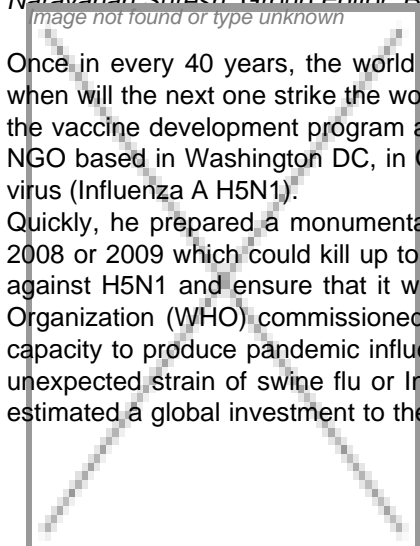 Narayanan Suresh, Group Editor, B
Image not found or type unknown
Once in every 40 years, the world
when will the next one strike the wo
the vaccine development program a
NGO based in Washington DC, in
virus (Influenza A H5N1).
Quickly, he prepared a monumenta
2008 or 2009 which could kill up to
against H5N1 and ensure that it w
Organization (WHO) commissioned
capacity to produce pandemic influe
unexpected strain of swine flu or In
estimated a global investment to the